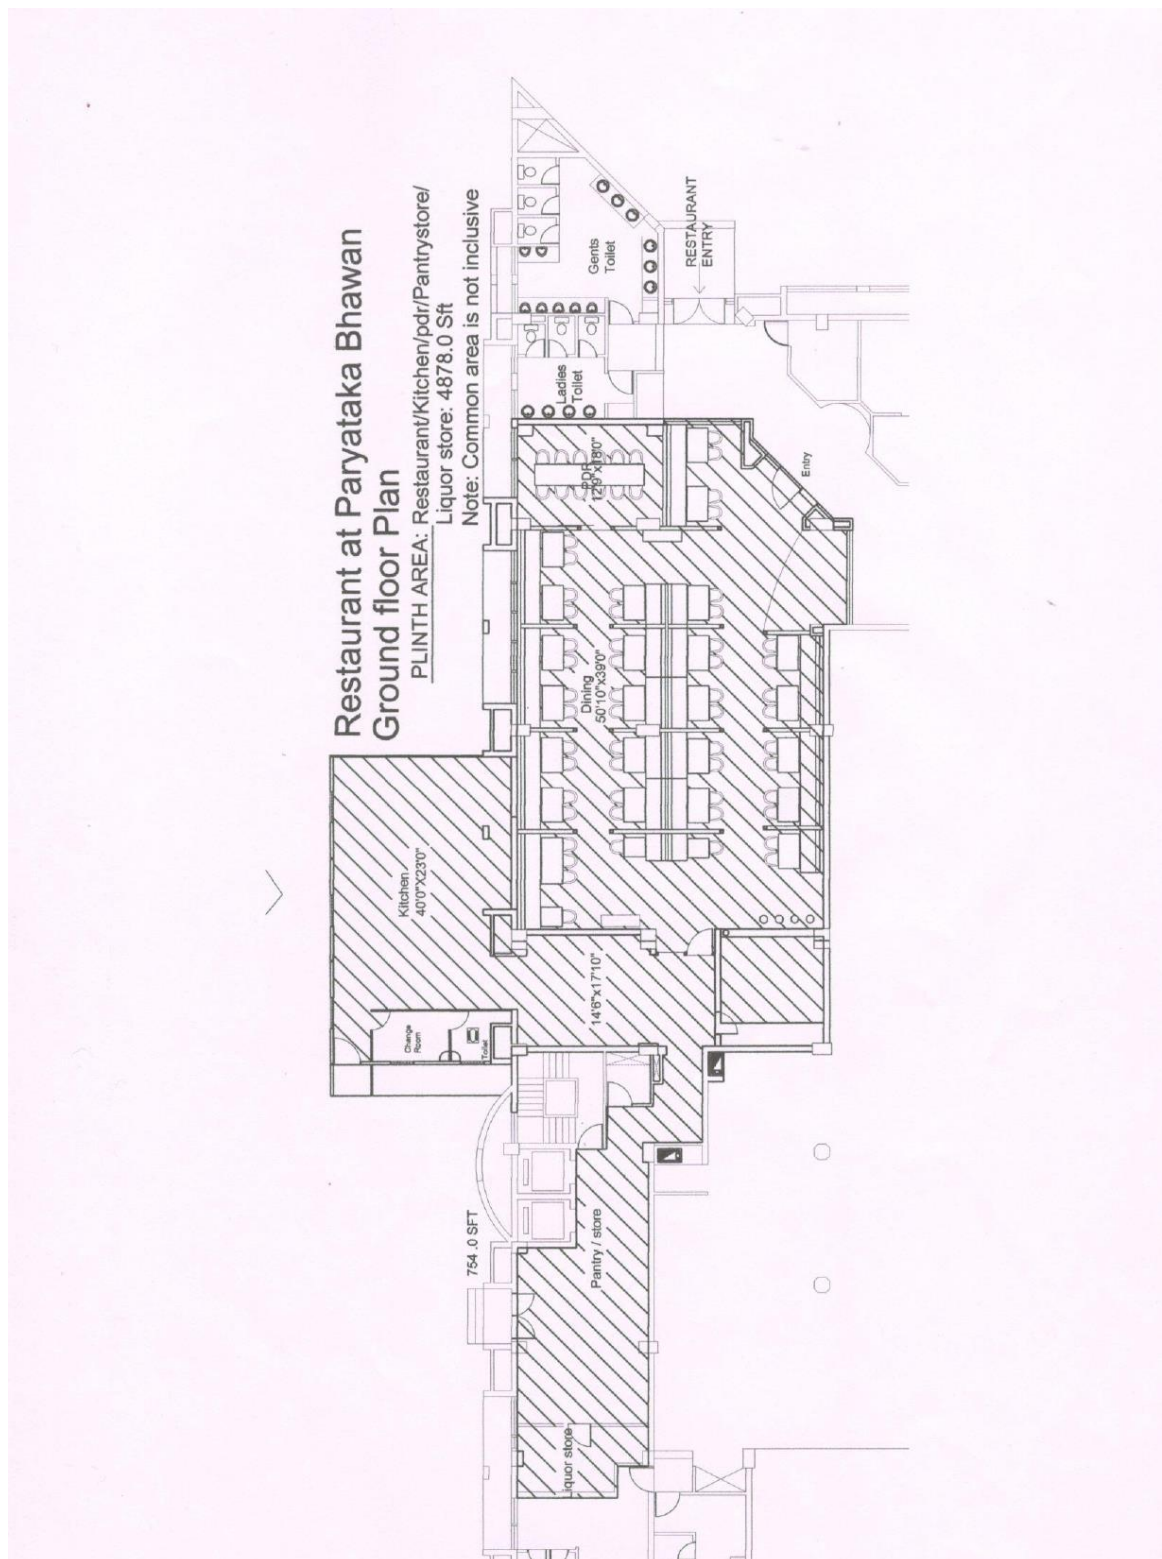 Restaurant at Paryataka Bhawan
Ground floor Plan
PLINTH AREA: Restaurant/Kitchen/pdr/Pantrystore/
Liquor store: 4878.0 Sft
Note: Common area is not inclusive
754 .0 SFT
Kitchen
40'0"X23'0"
Change
Room
Toilet
14'6"x17'10"
Liquor store
Pantry / store
Dining
50'10"x39'0"
PDR
12'9"x18'0"
Ladies
Toilet
Gents
Toilet
RESTAURANT
ENTRY
Entry